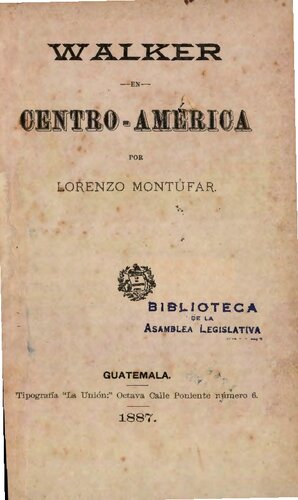 WALKER
—EN—
CENTRO-AMÉRICA
POR
LORENZO MONTÚFAR.
BIBLIOTECA
DE LA
ASAMBLEA LEGISLATIVA
GUATEMALA.
Tipografía "La Unión;" Octava Calle Poniente número 6.
1887.